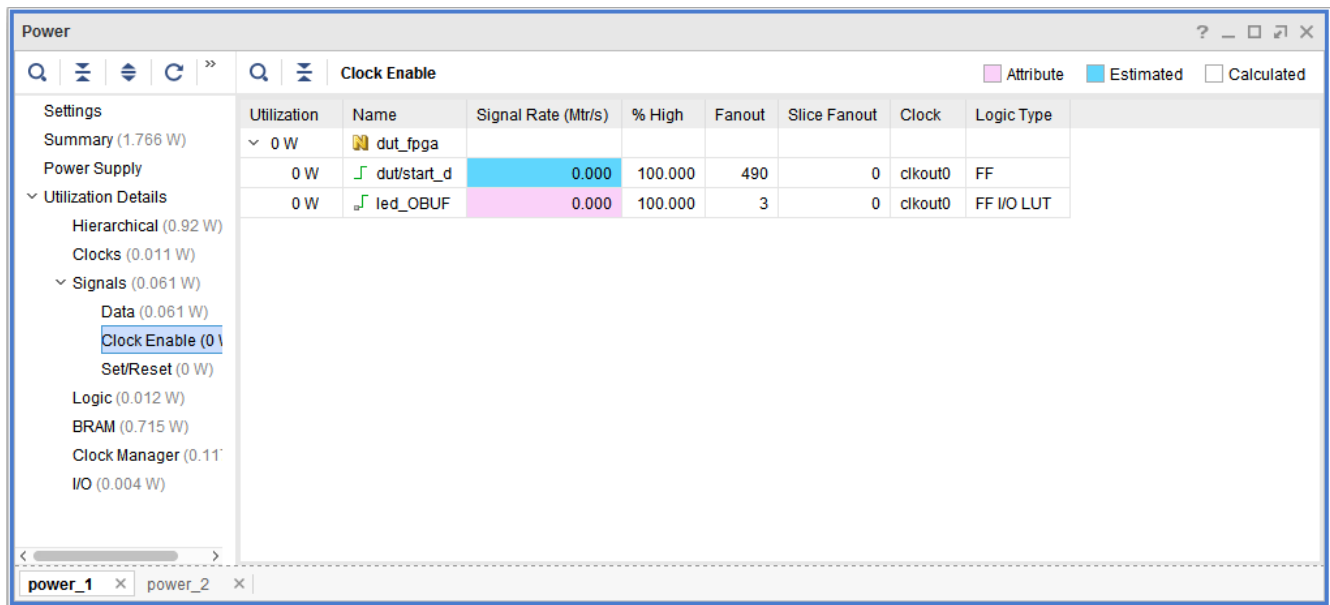 Power
? _ X
»
Clock Enable
Attribute Estimated Calculated
Settings
Summary (1.766 W)
Power Supply
Utilization Details
Hierarchical (0.92 W)
Clocks (0.011 W)
Signals (0.061 W)
Data (0.061 W)
Clock Enable (0 W
Set/Reset (0 W)
Logic (0.012 W)
BRAM (0.715 W)
Clock Manager (0.117
I/O (0.004 W)
Utilization Name Signal Rate (Mtr/s) % High Fanout Slice Fanout Clock Logic Type
0 W N dut_fpga
0 W dut/start_d 0.000 100.000 490 0 clkout0 FF
0 W led_OBUF 0.000 100.000 3 0 clkout0 FF I/O LUT
power_1 × power_2 ×